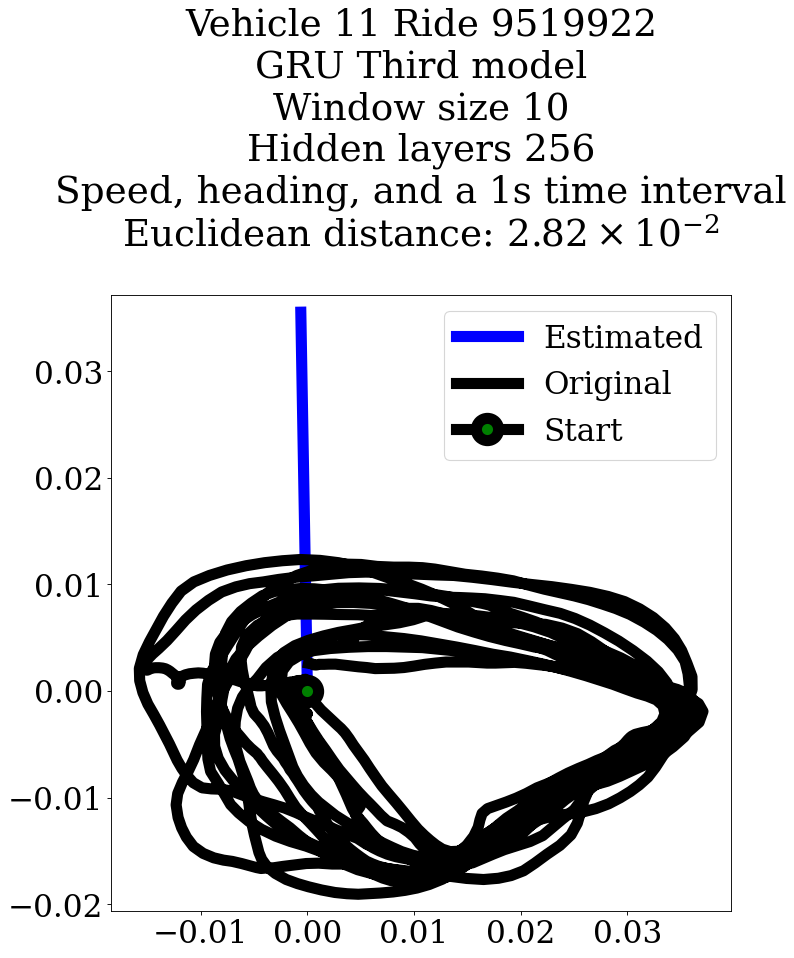 Vehicle 11 Ride 9519922
GRU Third model
Window size 10
Hidden layers 256
Speed, heading, and a 1s time interval
Euclidean distance: 2.82 × 10⁻²
Estimated
Original
Start
0.03
0.02
0.01
0.00
−0.01
−0.02
−0.01 0.00 0.01 0.02 0.03